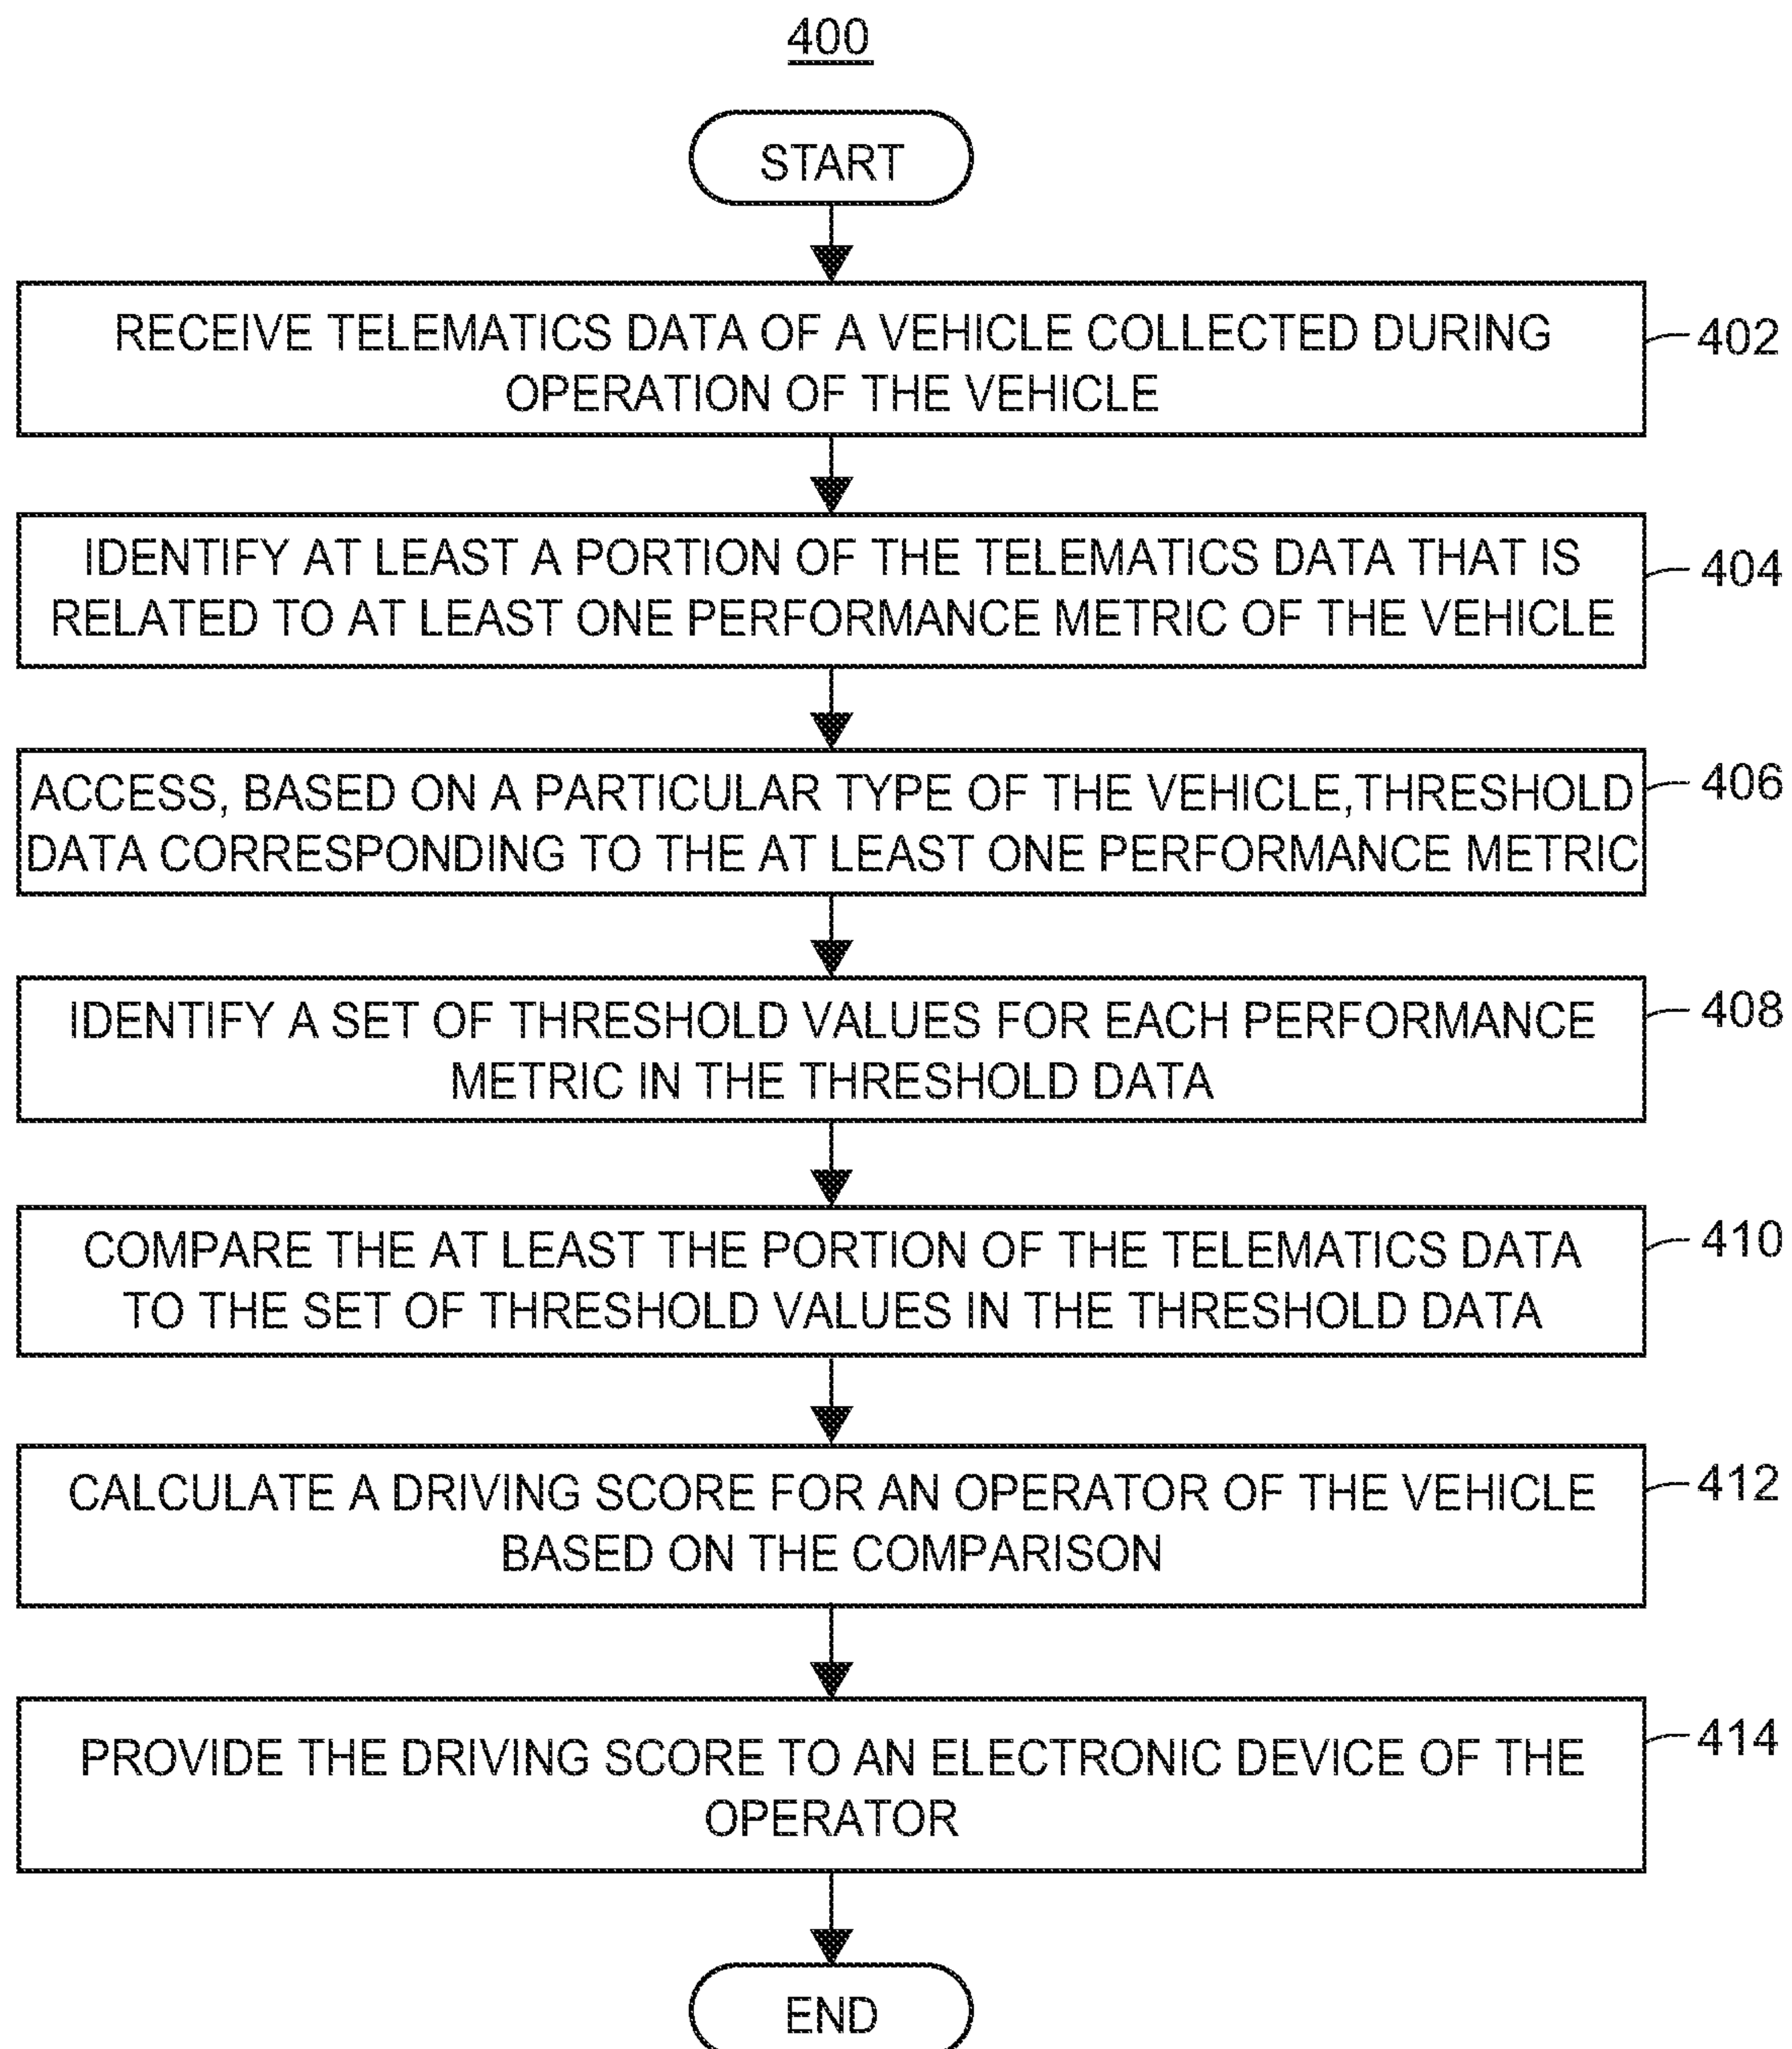 400
START
RECEIVE TELEMATICS DATA OF A VEHICLE COLLECTED DURING
OPERATION OF THE VEHICLE
402
IDENTIFY AT LEAST A PORTION OF THE TELEMATICS DATA THAT IS
RELATED TO AT LEAST ONE PERFORMANCE METRIC OF THE VEHICLE
404
ACCESS, BASED ON A PARTICULAR TYPE OF THE VEHICLE,THRESHOLD
DATA CORRESPONDING TO THE AT LEAST ONE PERFORMANCE METRIC
406
IDENTIFY A SET OF THRESHOLD VALUES FOR EACH PERFORMANCE
METRIC IN THE THRESHOLD DATA
408
COMPARE THE AT LEAST THE PORTION OF THE TELEMATICS DATA
TO THE SET OF THRESHOLD VALUES IN THE THRESHOLD DATA
410
CALCULATE A DRIVING SCORE FOR AN OPERATOR OF THE VEHICLE
BASED ON THE COMPARISON
412
PROVIDE THE DRIVING SCORE TO AN ELECTRONIC DEVICE OF THE
OPERATOR
414
END